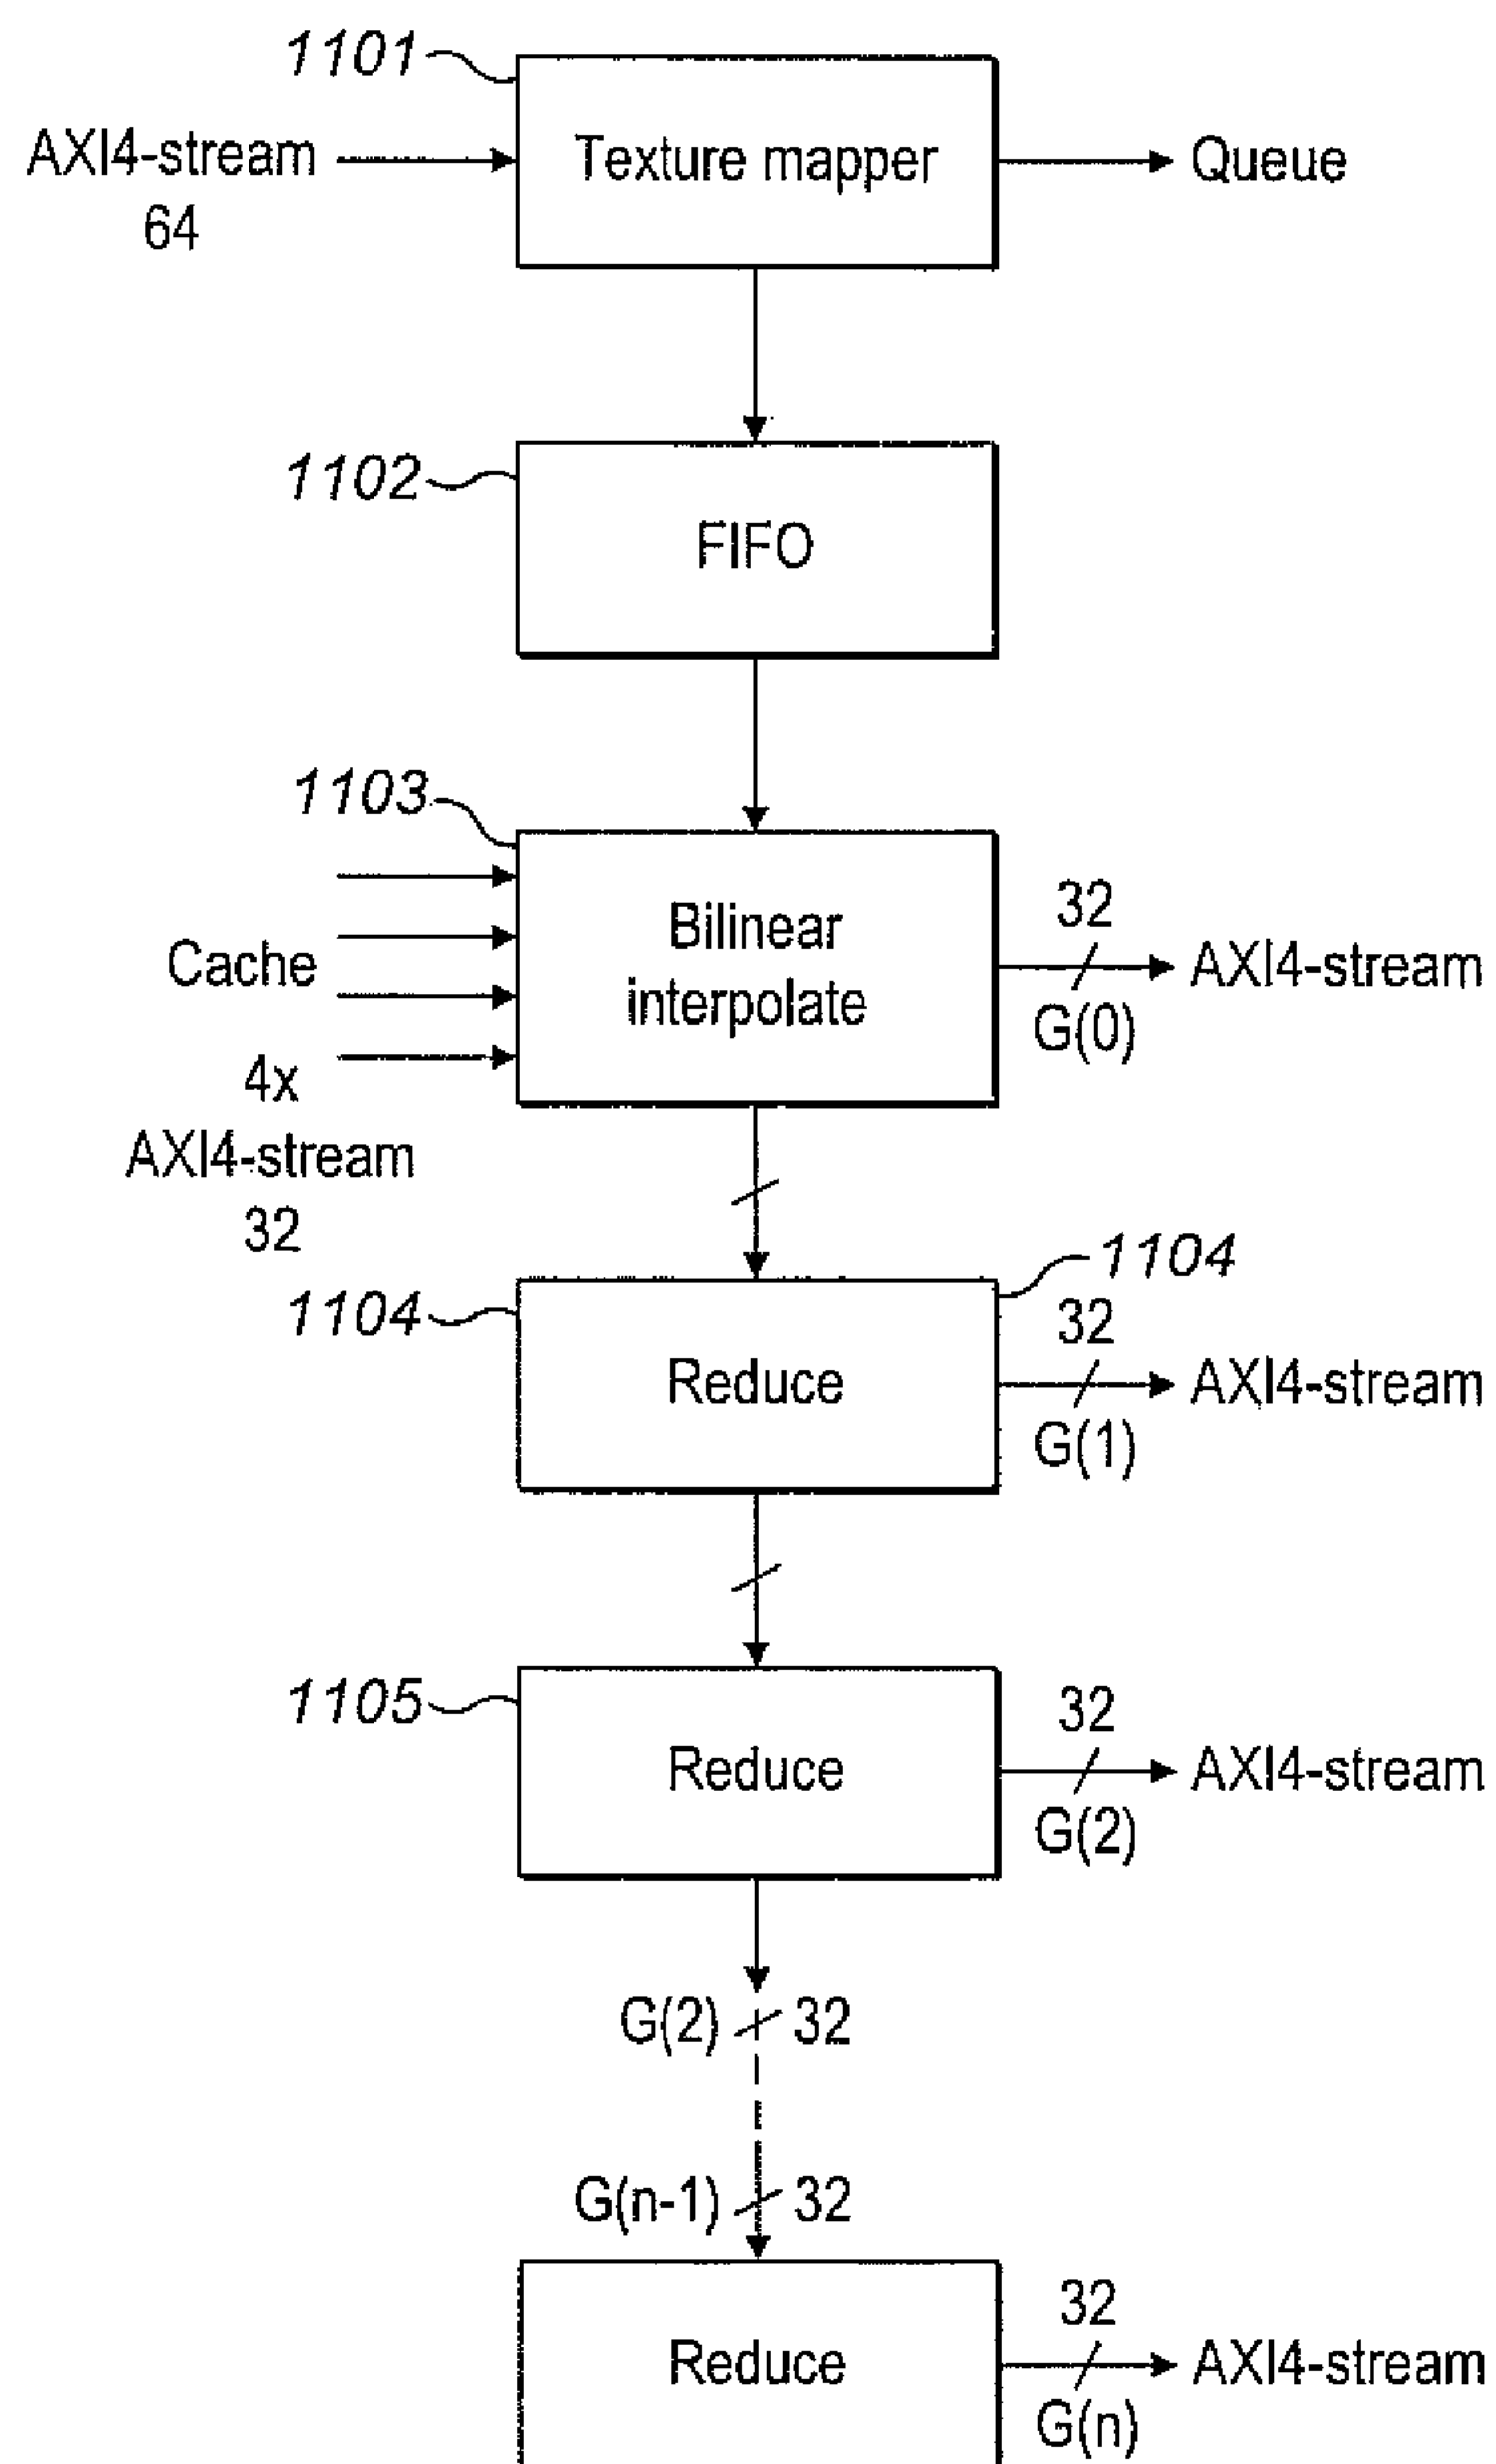 1101
AXI4-stream
64
Texture mapper
Queue
1102
FIFO
1103
Cache
4x
AXI4-stream
32
Bilinear
interpolate
32
G(0)
AXI4-stream
1104
1104
Reduce
32
G(1)
AXI4-stream
1105
Reduce
32
G(2)
AXI4-stream
G(2)
32
G(n-1)
32
Reduce
32
G(n)
AXI4-stream